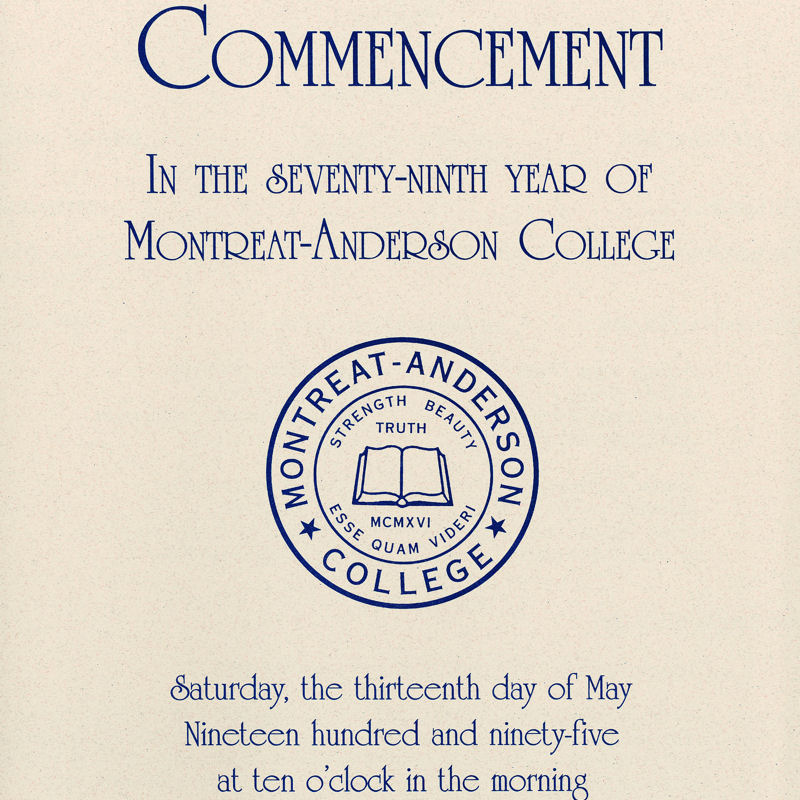 Commencement
In the seventy-ninth year of
Montreat-Anderson College
MONTREAT-ANDERSON
STRENGTH BEAUTY
TRUTH
MCMXVI
ESSE QUAM VIDERI
COLLEGE
Saturday, the thirteenth day of May
Nineteen hundred and ninety-five
at ten o'clock in the morning